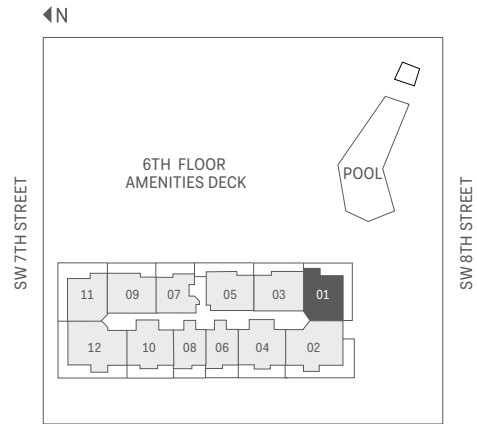 N
6TH FLOOR
AMENITIES DECK
POOL
SW 7TH STREET
SW 8TH STREET
11 09 07 05 03 01
12 10 08 06 04 02